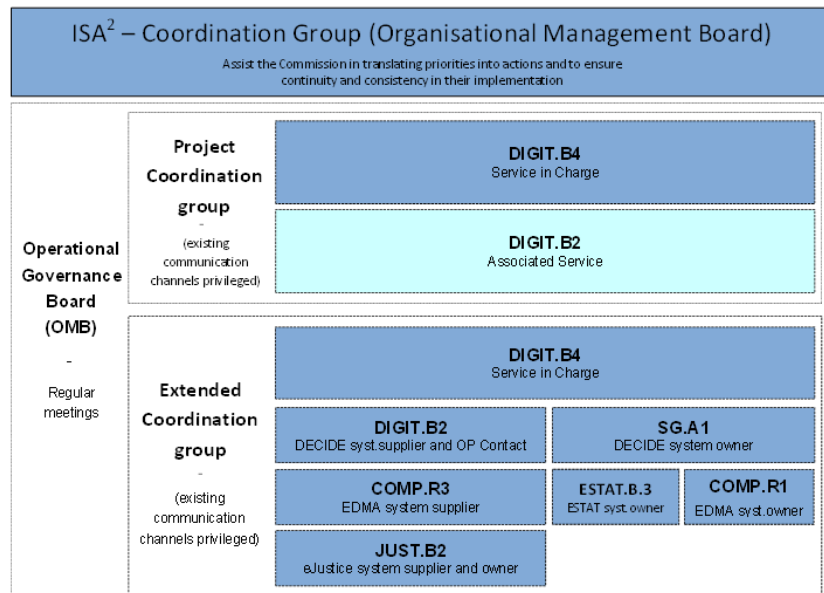 ISA² – Coordination Group (Organisational Management Board)
Assist the Commission in translating priorities into actions and to ensure
continuity and consistency in their implementation
Operational
Governance
Board
(OMB)
-
Regular
meetings
Project
Coordination
group
-
(existing
communication
channels privileged)
DIGIT.B4
Service in Charge
DIGIT.B2
Associated Service
Extended
Coordination
group
-
(existing
communication
channels privileged)
DIGIT.B4
Service in Charge
DIGIT.B2
DECIDE syst.supplier and OP Contact
SG.A1
DECIDE system owner
COMP.R3
EDMA system supplier
ESTAT.B.3
ESTAT syst.owner
COMP.R1
EDMA syst.owner
JUST.B2
eJustice system supplier and owner